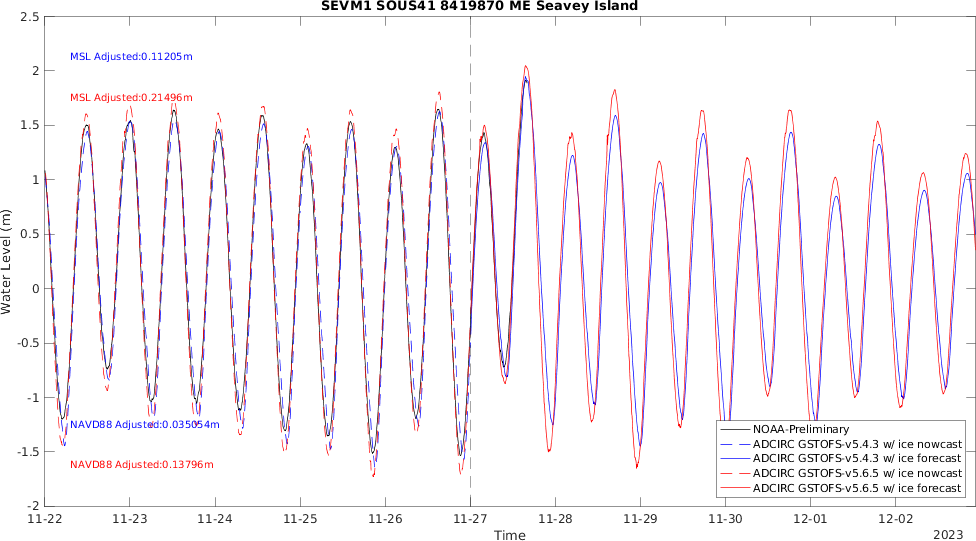 SEVM1 SOUS41 8419870 ME Seavey Island
2.5
2
1.5
1
0.5
0
-0.5
-1
-1.5
-2
Water Level (m)
MSL Adjusted:0.11205m
MSL Adjusted:0.21496m
NAVD88 Adjusted:0.035054m
NAVD88 Adjusted:0.13796m
NOAA-Preliminary
ADCIRC GSTOFS-v5.4.3 w/ ice nowcast
ADCIRC GSTOFS-v5.4.3 w/ ice forecast
ADCIRC GSTOFS-v5.6.5 w/ ice nowcast
ADCIRC GSTOFS-v5.6.5 w/ ice forecast
11-22 11-23 11-24 11-25 11-26 11-27 11-28 11-29 11-30 12-01 12-02
Time
2023